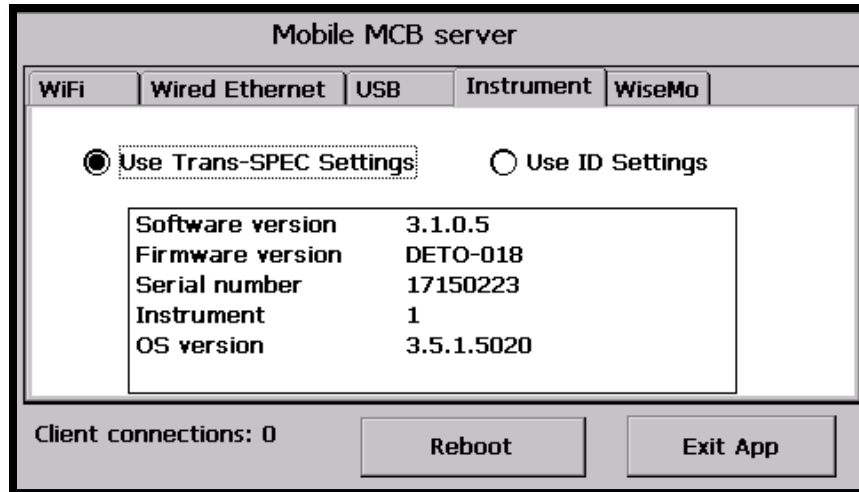 Mobile MCB server
WiFi Wired Ethernet USB Instrument WiseMo
Use Trans-SPEC Settings Use ID Settings
Software version 3.1.0.5
Firmware version DETO-018
Serial number 17150223
Instrument 1
OS version 3.5.1.5020
Client connections: 0 Reboot Exit App